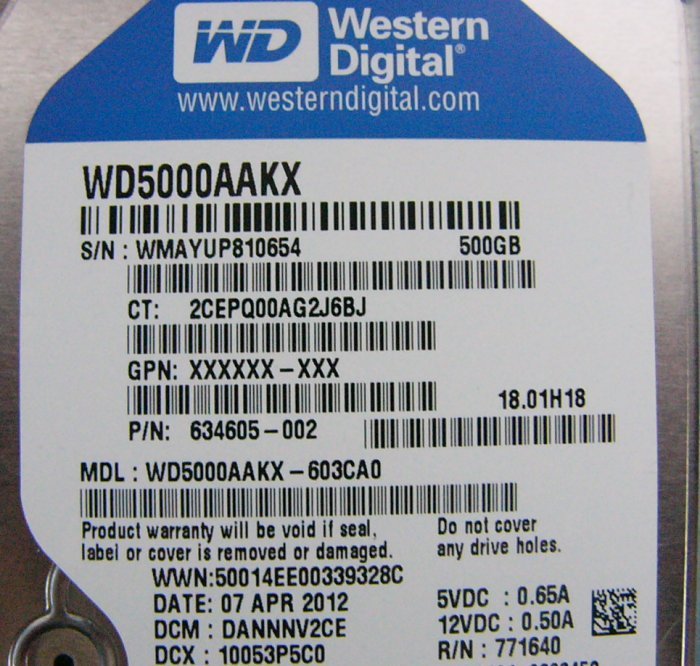 WD Western
Digital®
www.westerndigital.com
WD5000AAKX
S/N : WMAYUP810654 500GB
CT: 2CEPQ00AG2J6BJ
GPN: XXXXXX-XXX
18.01H18
P/N: 634605-002
MDL : WD5000AAKX-603CA0
Product warranty will be void if seal,
label or cover is removed or damaged.
Do not cover
any drive holes.
WWN:50014EE00339328C
DATE: 07 APR 2012
DCM : DANNNV2CE
DCX : 10053P5C0
5VDC : 0.65A
12VDC : 0.50A
R/N : 771640